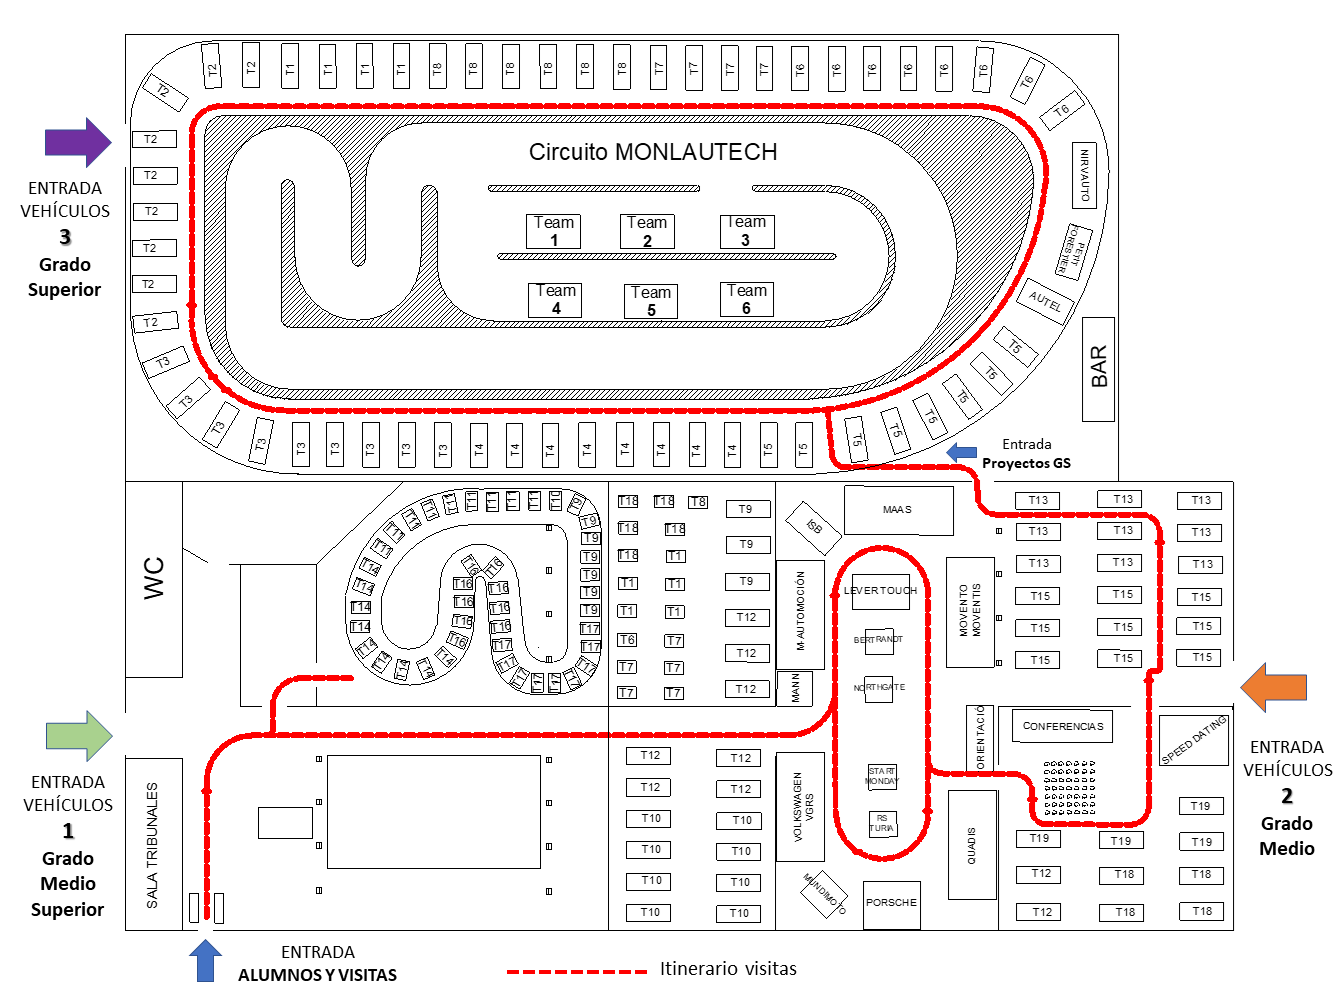 T2
T2
T1
T1
T1
T1
T8
T8
T8
T8
T8
T8
T7
T7
T7
T7
T6
T6
T6
T6
T6
T6
T6
T6
T2
T2
T2
T2
T2
T2
T2
ENTRADA
VEHÍCULOS
3
Grado
Superior
Circuito MONLAUTECH
Team
1
Team
2
Team
3
Team
4
Team
5
Team
6
NIRVAUTO
PETIT
FORESTIER
AUTEL
BAR
T3
T3
T3
T3
T3
T3
T3
T3
T4
T4
T4
T4
T4
T4
T4
T5
T5
T5
T5
T5
T5
T5
T5
Entrada
Proyectos GS
WC
T11
T11
T11
T11
T11
T11
T11
T10
T9
T9
T9
T9
T9
T9
T9
T14
T14
T14
T14
T14
T14
T14
T14
T16
T16
T16
T16
T16
T16
T16
T16
T16
T17
T17
T17
T17
T17
T17
T17
T17
T18
T18
T8
T9
T18
T18
T9
T18
T1
T1
T1
T9
T1
T1
T12
T6
T7
T12
T7
T7
T7
T7
T12
ISB
MAAS
M-AUTOMOCIÓN
MANN
LEVERTOUCH
BERTRANDT
NORTHGATE
START
MONDAY
RS
TURIA
MOVENTO
MOVENTIS
T13
T13
T13
T13
T13
T13
T13
T13
T13
T15
T15
T15
T15
T15
T15
T15
T15
T15
ORIENTACIÓ
CONFERENCIAS
SPEED DATING
ENTRADA
VEHÍCULOS
2
Grado
Medio
ENTRADA
VEHÍCULOS
1
Grado
Medio
Superior
SALA TRIBUNALES
T12
T12
T12
T12
T10
T10
T10
T10
T10
T10
T10
T10
VOLKSWAGEN
VGRS
MUNDIMOTO
PORSCHE
QUADIS
T19
T19
T19
T19
T12
T18
T18
T12
T18
T18
ENTRADA
ALUMNOS Y VISITAS
Itinerario visitas